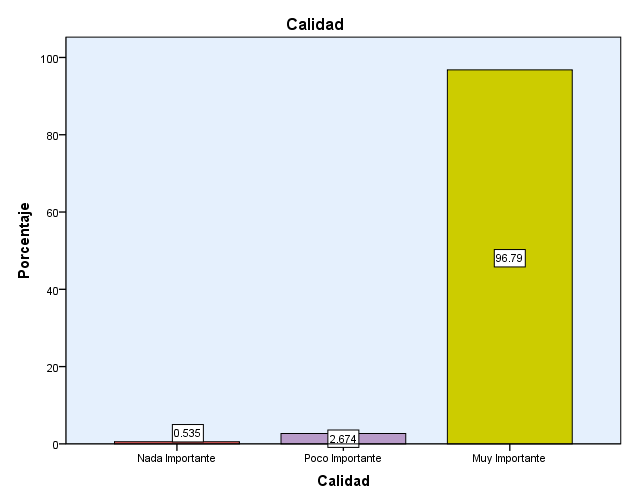 Calidad
Porcentaje
100
80
60
40
20
0
0.535
2.674
96.79
Nada Importante
Poco Importante
Muy Importante
Calidad